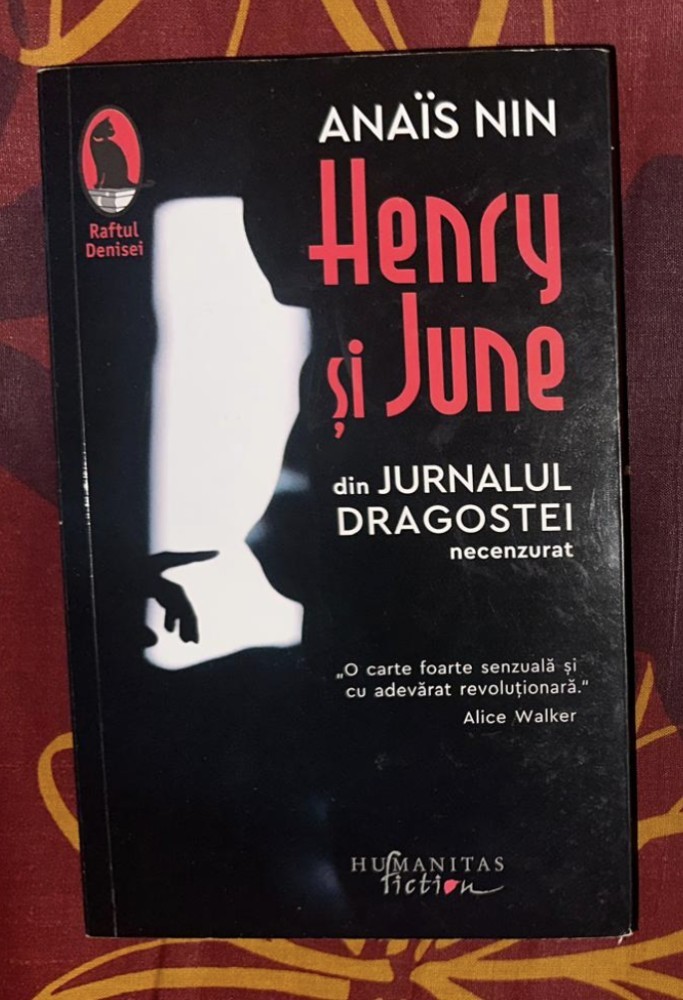 Raftul
Denisei
ANAÏS NIN
Henry
și June
din JURNALUL
DRAGOSTEI
necenzurat
„O carte foarte senzuală și
cu adevărat revoluționară.“
Alice Walker
HUMANITAS
fiction